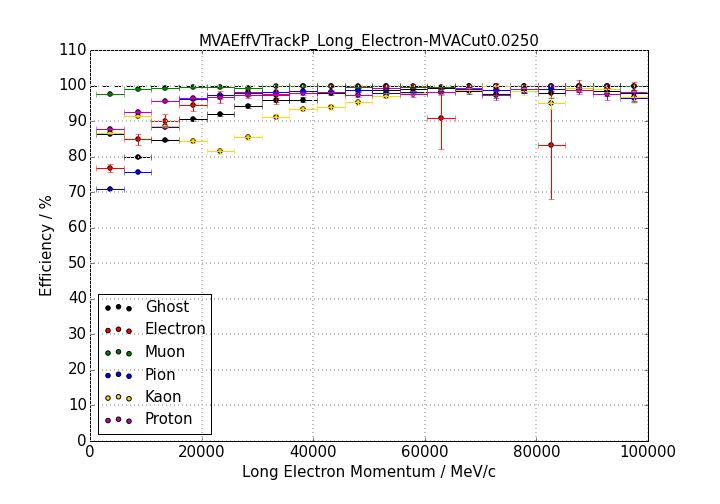 MVAEffVTrackP_Long_Electron-MVACut0.0250
110
100
90
80
70
60
50
40
30
20
10
0
Efficiency / %
Ghost
Electron
Muon
Pion
Kaon
Proton
0 20000 40000 60000 80000 100000
Long Electron Momentum / MeV/c